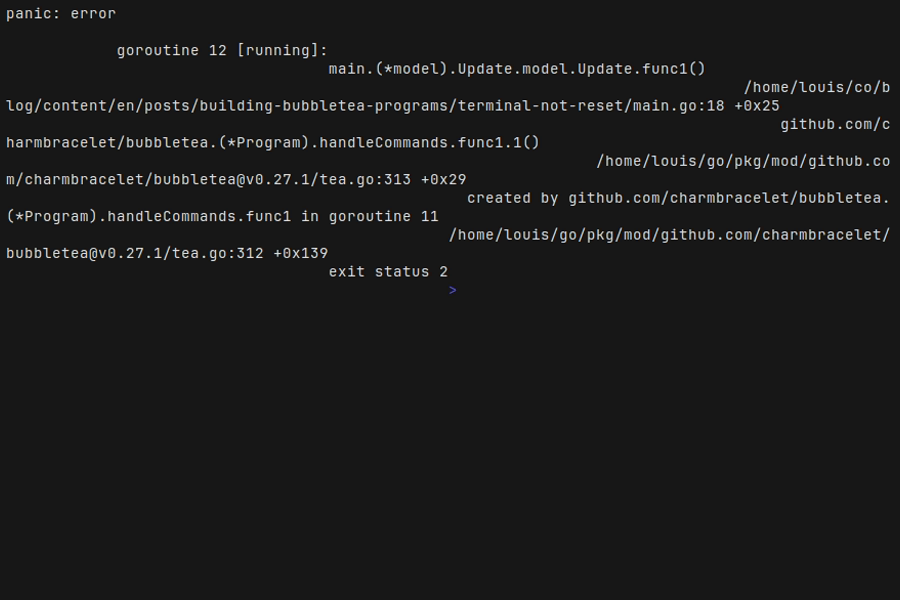 panic: error
goroutine 12 [running]:
main.(*model).Update.model.Update.func1()
/home/louis/co/b
log/content/en/posts/building-bubbletea-programs/terminal-not-reset/main.go:18 +0x25
github.com/c
harmbracelet/bubbletea.(*Program).handleCommands.func1.1()
/home/louis/go/pkg/mod/github.co
m/charmbracelet/bubbletea@v0.27.1/tea.go:313 +0x29
created by github.com/charmbracelet/bubbletea.
(*Program).handleCommands.func1 in goroutine 11
/home/louis/go/pkg/mod/github.com/charmbracelet/
bubbletea@v0.27.1/tea.go:312 +0x139
exit status 2
>